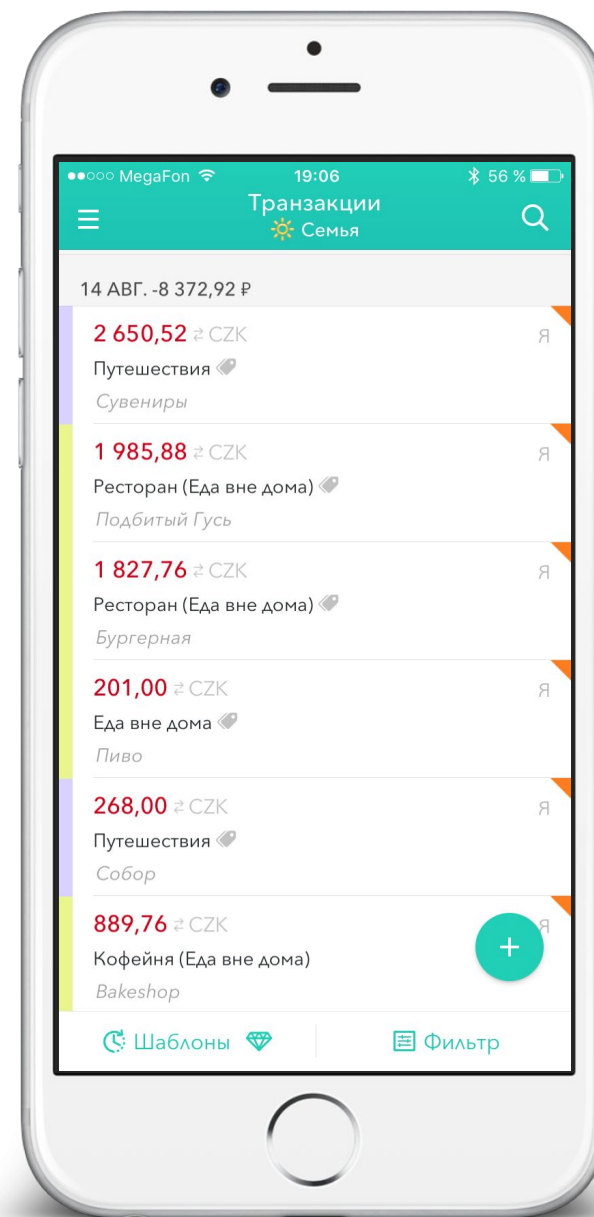 MegaFon 19:06 56 %
Транзакции
Семья
14 АВГ. -8 372,92 ₽
2 650,52 ⇄ CZK Я
Путешествия
Сувениры
1 985,88 ⇄ CZK Я
Ресторан (Еда вне дома)
Подбитый Гусь
1 827,76 ⇄ CZK Я
Ресторан (Еда вне дома)
Бургерная
201,00 ⇄ CZK Я
Еда вне дома
Пиво
268,00 ⇄ CZK Я
Путешествия
Собор
889,76 ⇄ CZK Я
Кофейня (Еда вне дома)
+
Bakeshop
Шаблоны Фильтр